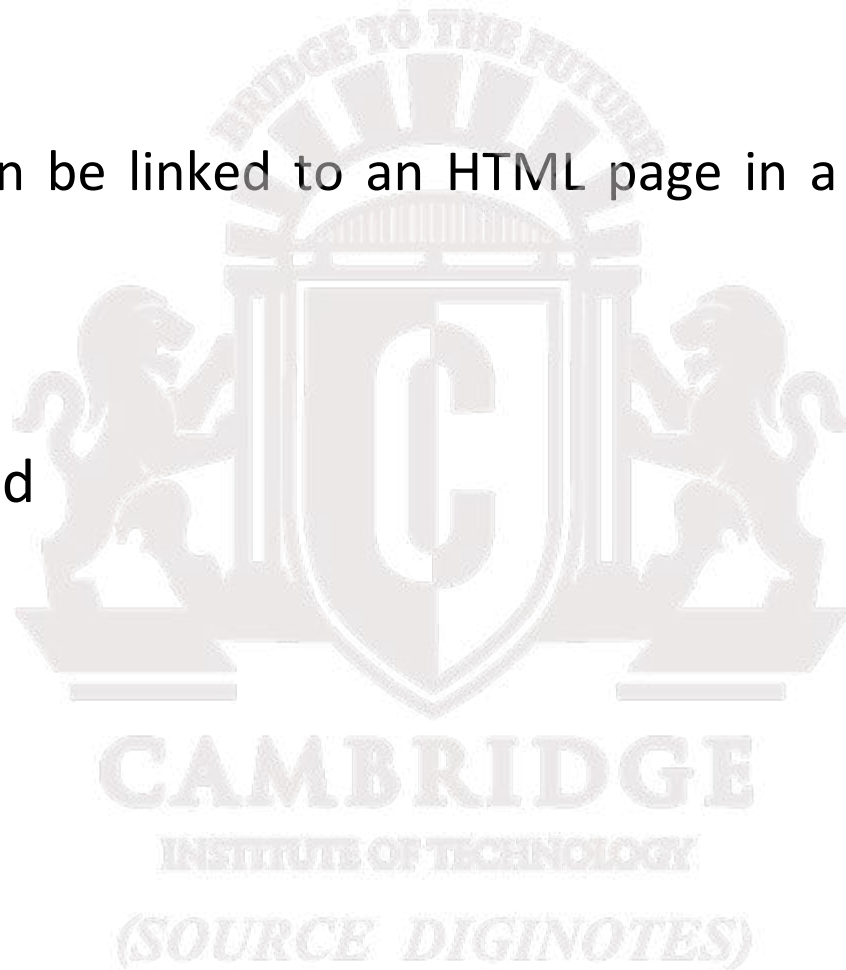 BRIDGE TO THE FUTURE
n be linked to an HTML page in a
d
C
CAMBRIDGE
INSTITUTE OF TECHNOLOGY
(SOURCE DIGINOTES)